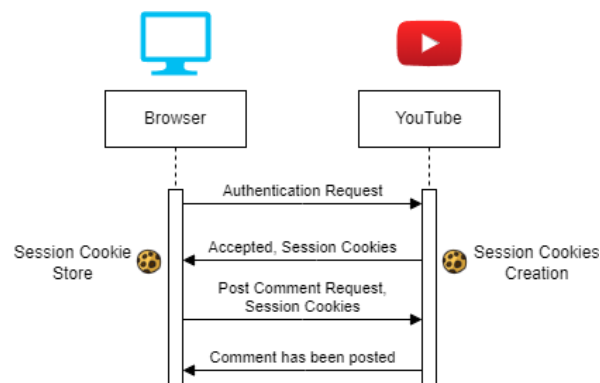 Browser
YouTube
Authentication Request
Session Cookie
Store
Accepted, Session Cookies
Session Cookies
Creation
Post Comment Request,
Session Cookies
Comment has been posted